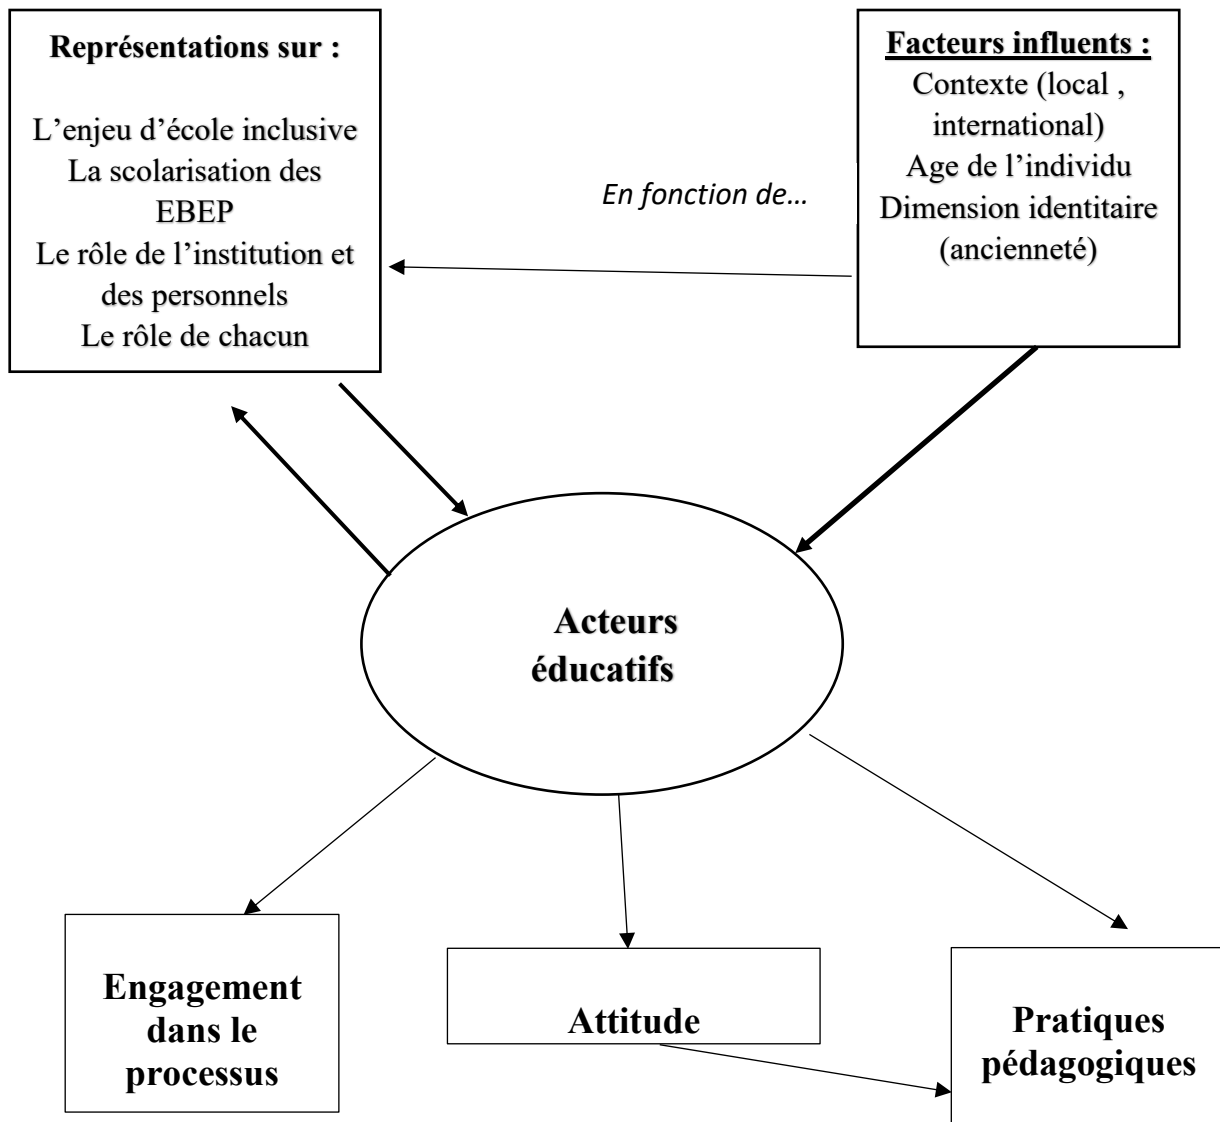 Représentations sur :
L’enjeu d’école inclusive
La scolarisation des
EBEP
Le rôle de l’institution et
des personnels
Le rôle de chacun
Facteurs influents :
Contexte (local ,
international)
Age de l’individu
Dimension identitaire
(ancienneté)
En fonction de…
Acteurs
éducatifs
Engagement
dans le
processus
Attitude
Pratiques
pédagogiques